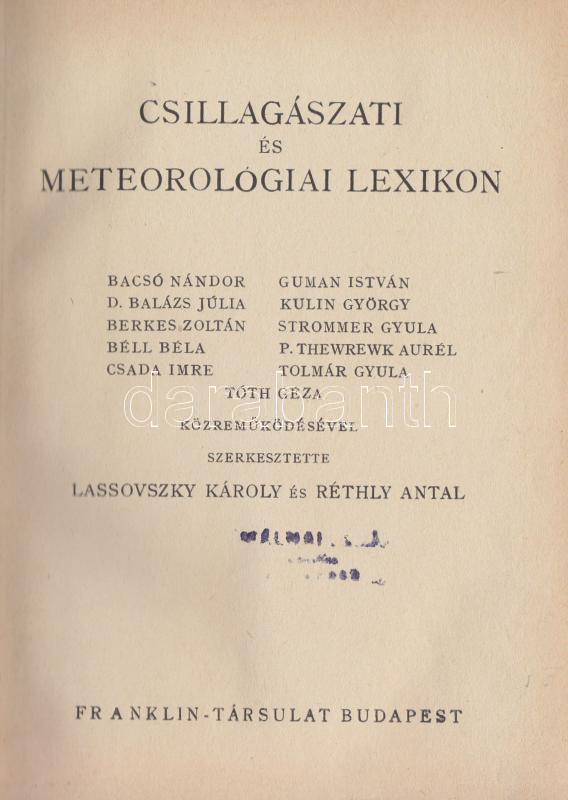 CSILLAGÁSZATI
ÉS
METEOROLÓGIAI LEXIKON
BACSÓ NÁNDOR
D. BALÁZS JÚLIA
BERKES ZOLTÁN
BÉLL BÉLA
CSADA IMRE
GUMAN ISTVÁN
KULIN GYÖRGY
STROMMER GYULA
P. THEWREWK AURÉL
TOLMÁR GYULA
TÓTH GÉZA
darabanth
KÖZREMŰKÖDÉSÉVEL
SZERKESZTETTE
LASSOVSZKY KÁROLY ÉS RÉTHLY ANTAL
FRANKLIN-TÁRSULAT BUDAPEST